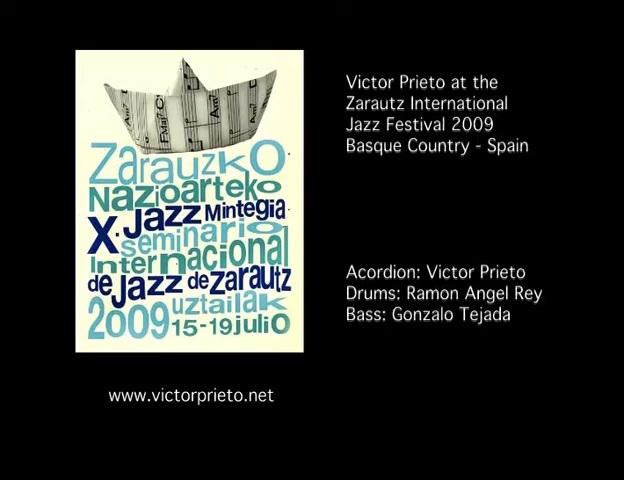 Zarauzko
Nazioarteko
X. Jazz Mintegia
seminario
internacional
de jazz de zarautz
2009 uztailak
15-19 julio
Victor Prieto at the
Zarautz International
Jazz Festival 2009
Basque Country - Spain
Acordion: Victor Prieto
Drums: Ramon Angel Rey
Bass: Gonzalo Tejada
www.victorprieto.net